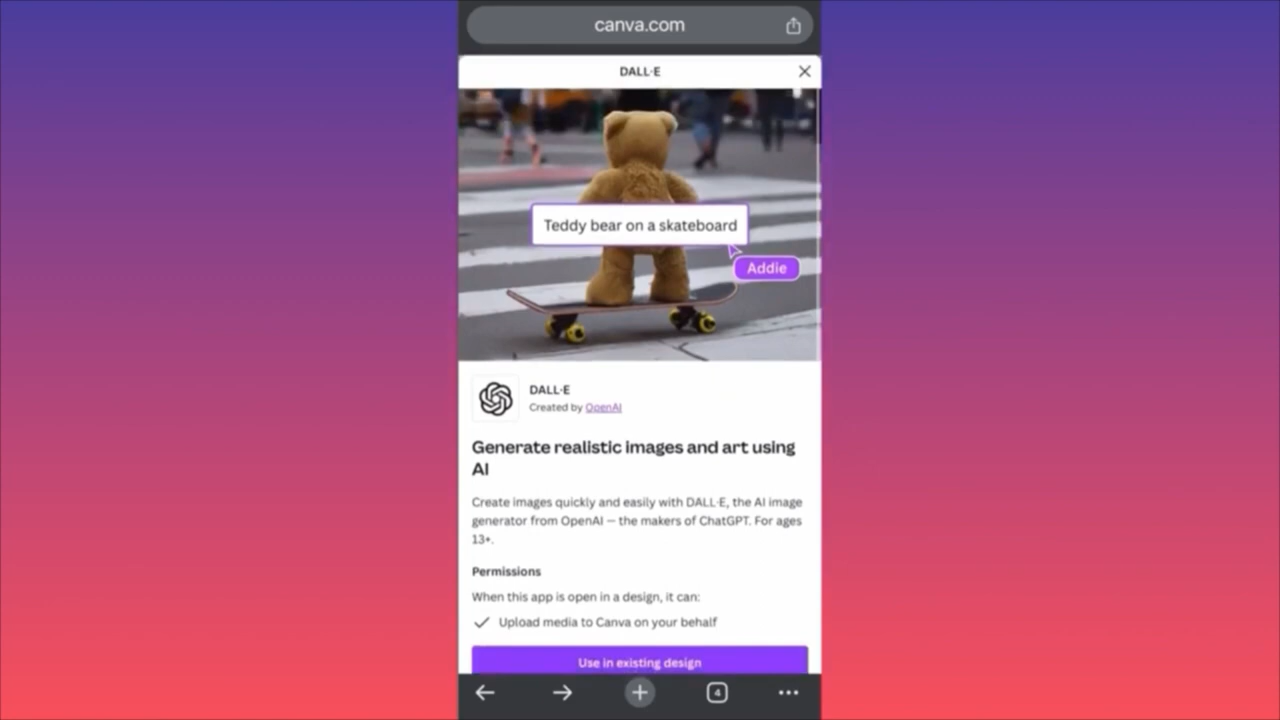 canva.com
DALL·E
Teddy bear on a skateboard
Addie
DALL·E
Created by OpenAI
Generate realistic images and art using
AI
Create images quickly and easily with DALL·E, the AI image
generator from OpenAI — the makers of ChatGPT. For ages
13+.
Permissions
When this app is open in a design, it can:
Upload media to Canva on your behalf
Use in existing design
4